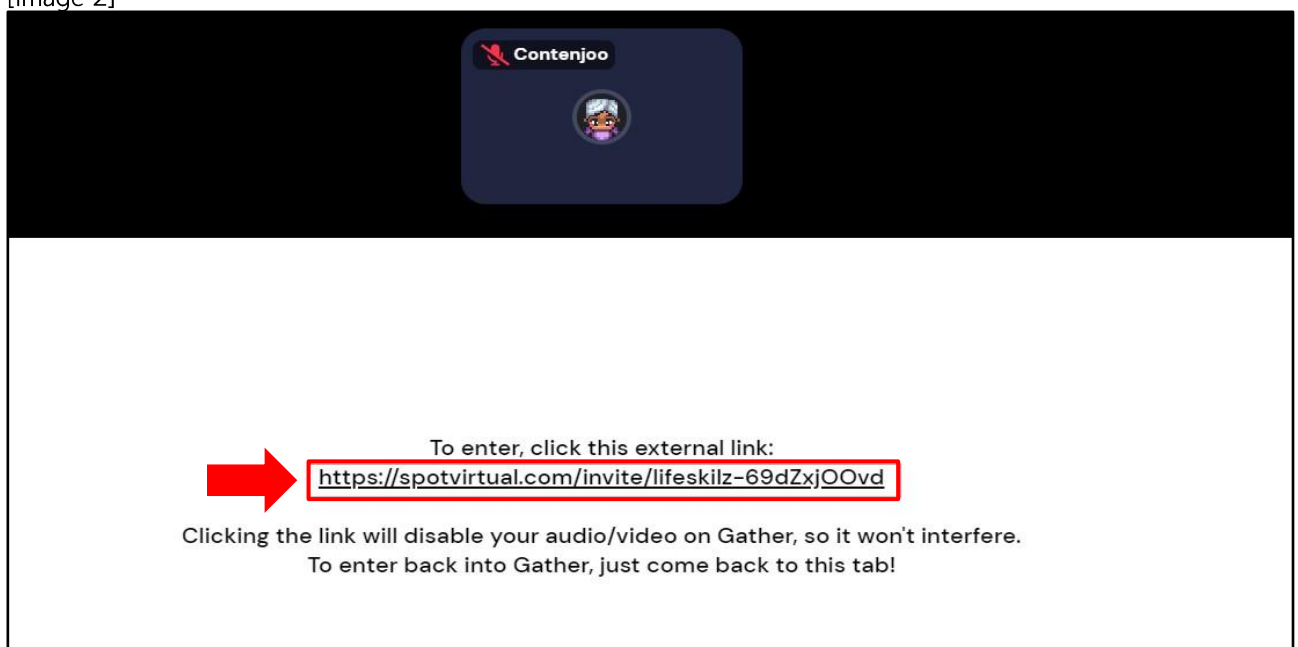 [Image 2]
Contenjoo
To enter, click this external link:
https://spotvirtual.com/invite/lifeskilz-69dZxjOOvd
Clicking the link will disable your audio/video on Gather, so it won't interfere.
To enter back into Gather, just come back to this tab!